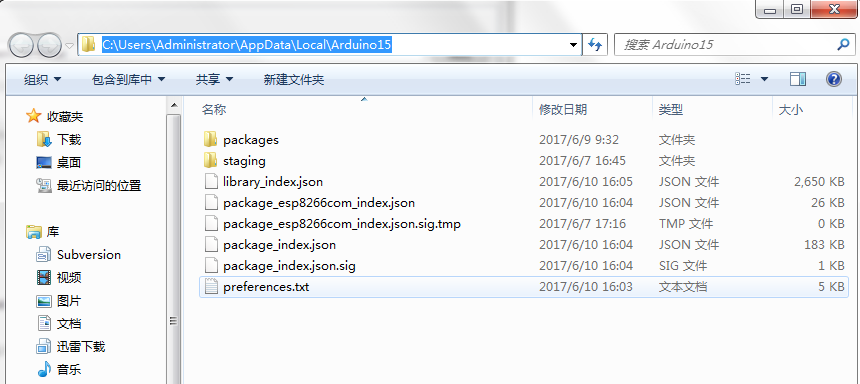 C:\Users\Administrator\AppData\Local\Arduino15
搜索 Arduino15
组织 包含到库中 共享 新建文件夹
名称 修改日期 类型 大小
收藏夹
下载
桌面
最近访问的位置
库
Subversion
视频
图片
文档
迅雷下载
音乐
packages 2017/6/9 9:32 文件夹
staging 2017/6/7 16:45 文件夹
library_index.json 2017/6/10 16:05 JSON 文件 2,650 KB
package_esp8266com_index.json 2017/6/10 16:04 JSON 文件 26 KB
package_esp8266com_index.json.sig.tmp 2017/6/7 17:16 TMP 文件 0 KB
package_index.json 2017/6/10 16:04 JSON 文件 183 KB
package_index.json.sig 2017/6/10 16:04 SIG 文件 1 KB
preferences.txt 2017/6/10 16:03 文本文档 5 KB